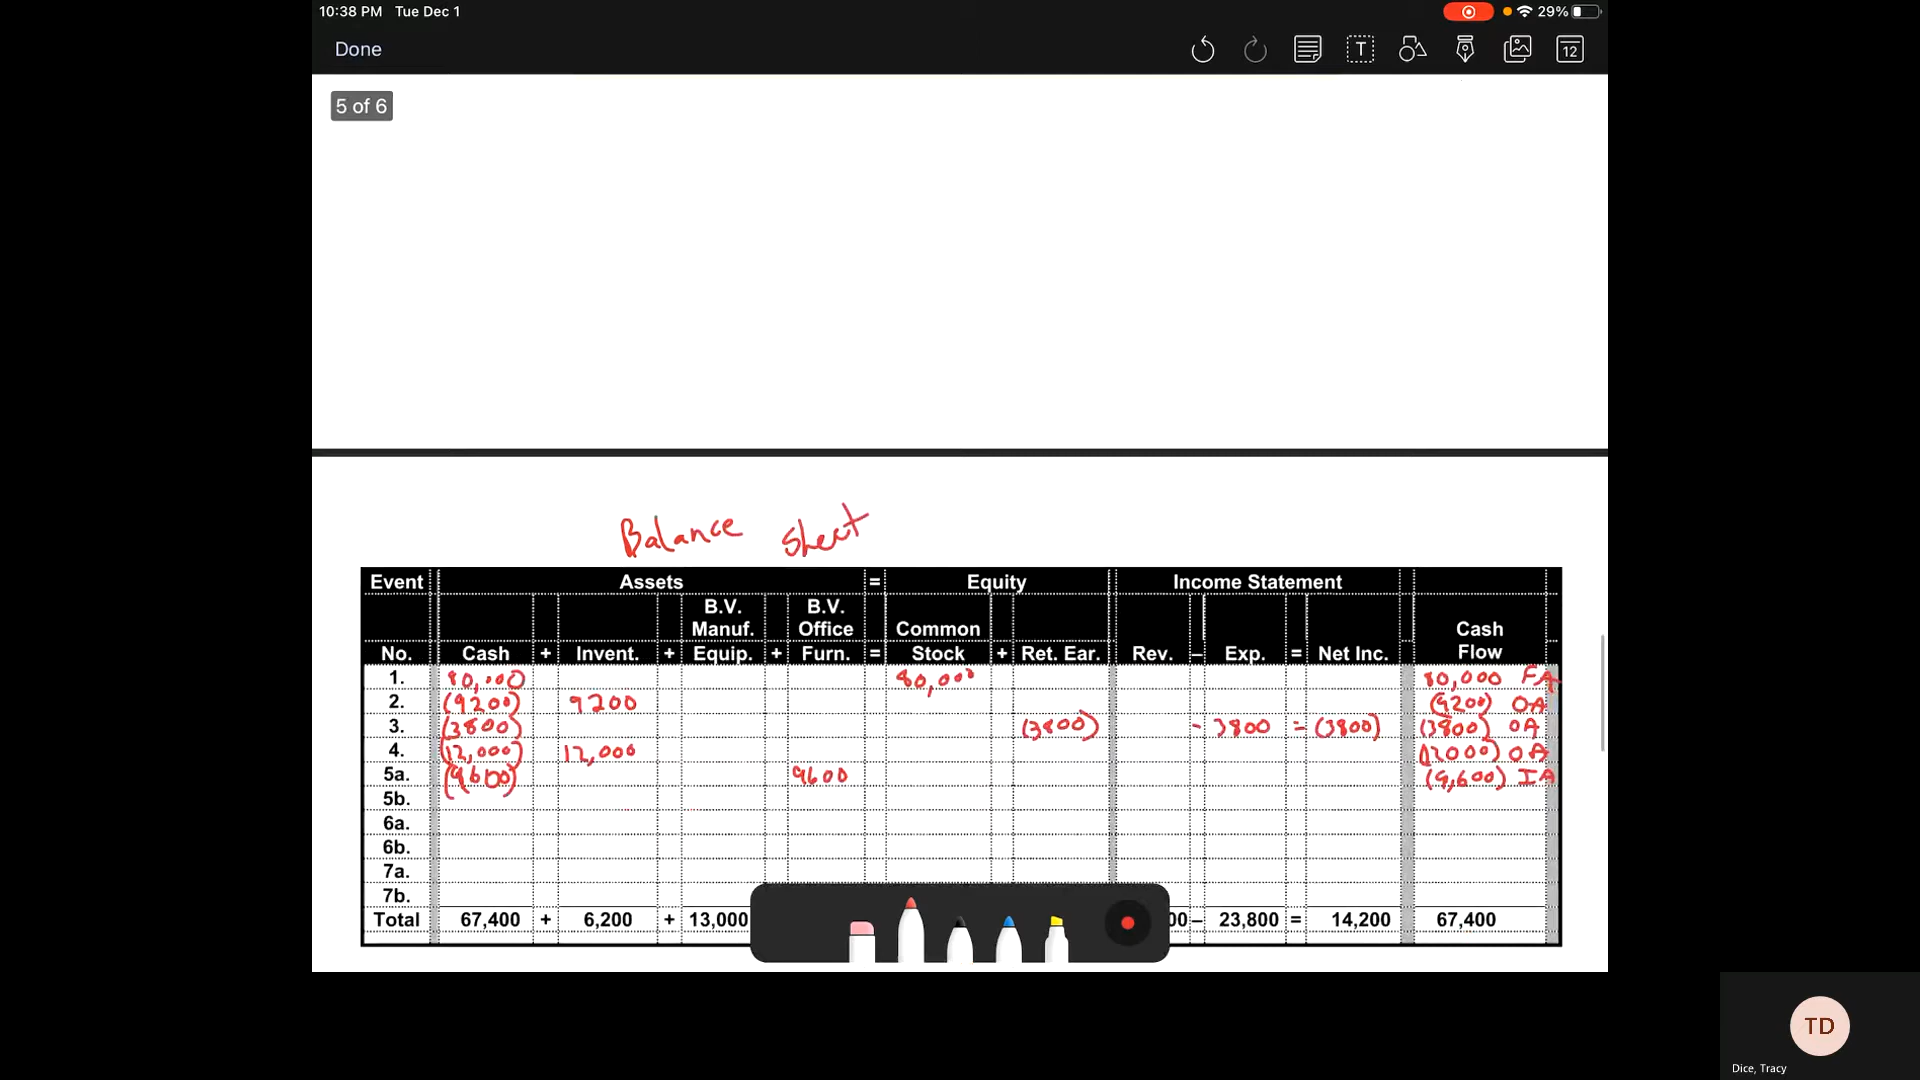 10:38 PM Tue Dec 1 29%
Done T 12
5 of 6
Balance Sheet
Event Assets = Equity Income Statement
B.V. B.V.
Manuf. Office Common Cash
No. Cash + Invent. + Equip. + Furn. = Stock + Ret. Ear. Rev. – Exp. = Net Inc. Flow
1. 80,000 80,000 80,000 FA
2. (9200) 9200 (9200) OA
3. (3800) (3800) - 3800 = (3800) (3800) OA
4. (12,000) 12,000 (12000) OA
5a. (9600) 9600 (9,600) IA
5b.
6a.
6b.
7a.
7b.
Total 67,400 + 6,200 + 13,000 00 – 23,800 = 14,200 67,400
TD
Dice, Tracy